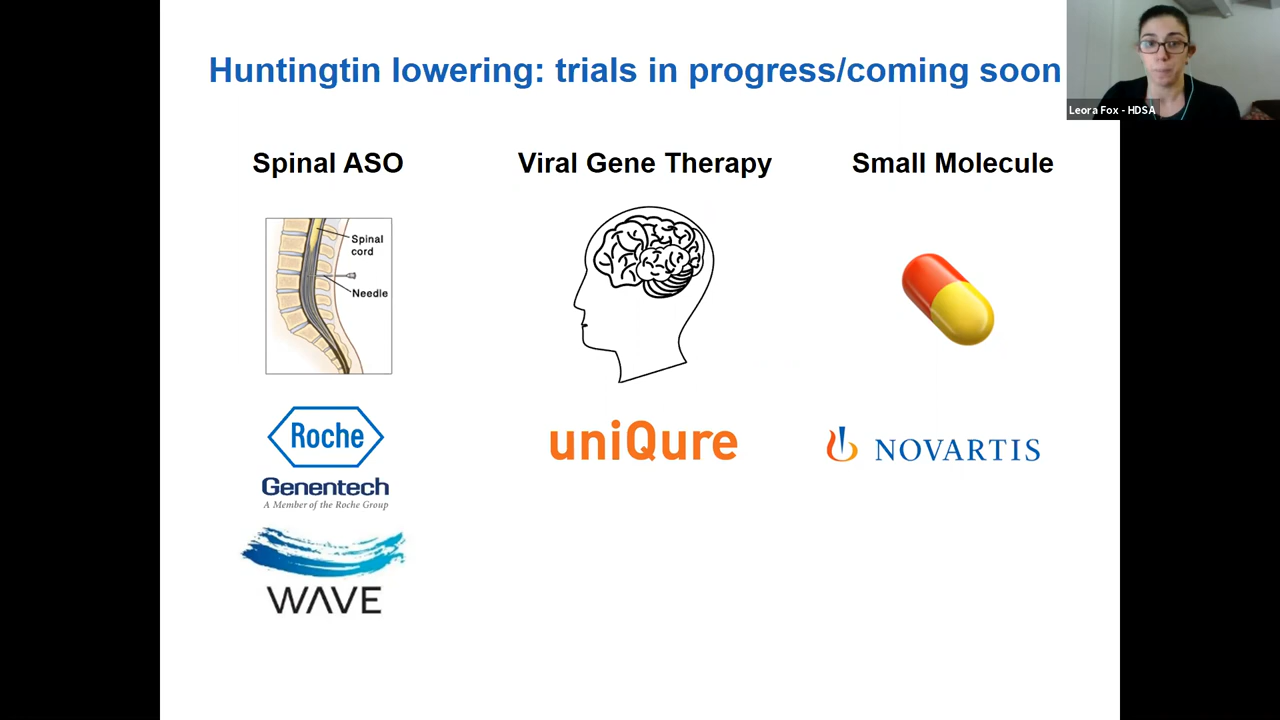 Huntingtin lowering: trials in progress/coming soon
Leora Fox - HDSA
Spinal ASO
Viral Gene Therapy
Small Molecule
Spinal
cord
Needle
Roche
Genentech
A Member of the Roche Group
WAVE
uniQure
NOVARTIS